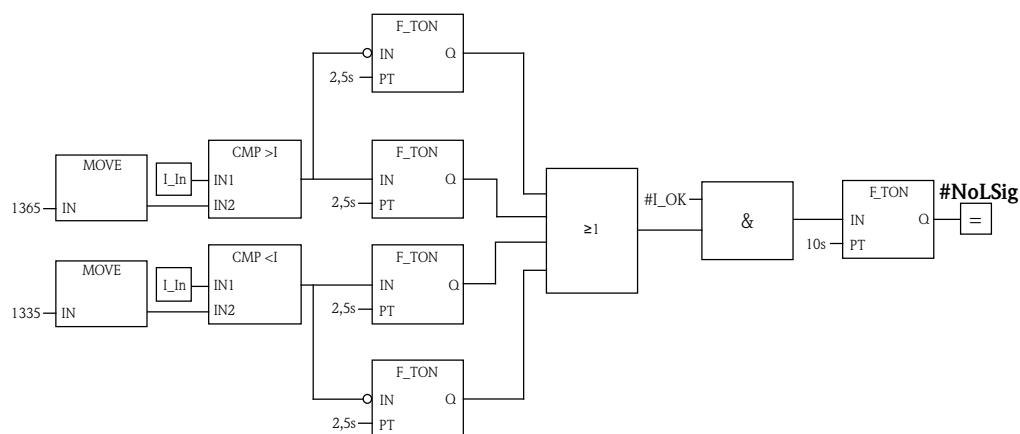 F_TON
IN Q
2,5s PT
MOVE
1365 IN
I_In
CMP >I
IN1
IN2
F_TON
IN Q
2,5s PT
MOVE
1335 IN
I_In
CMP <I
IN1
IN2
F_TON
IN Q
2,5s PT
F_TON
IN Q
2,5s PT
≥1
#I_OK
&
F_TON
IN Q
10s PT
#NoLSig
=